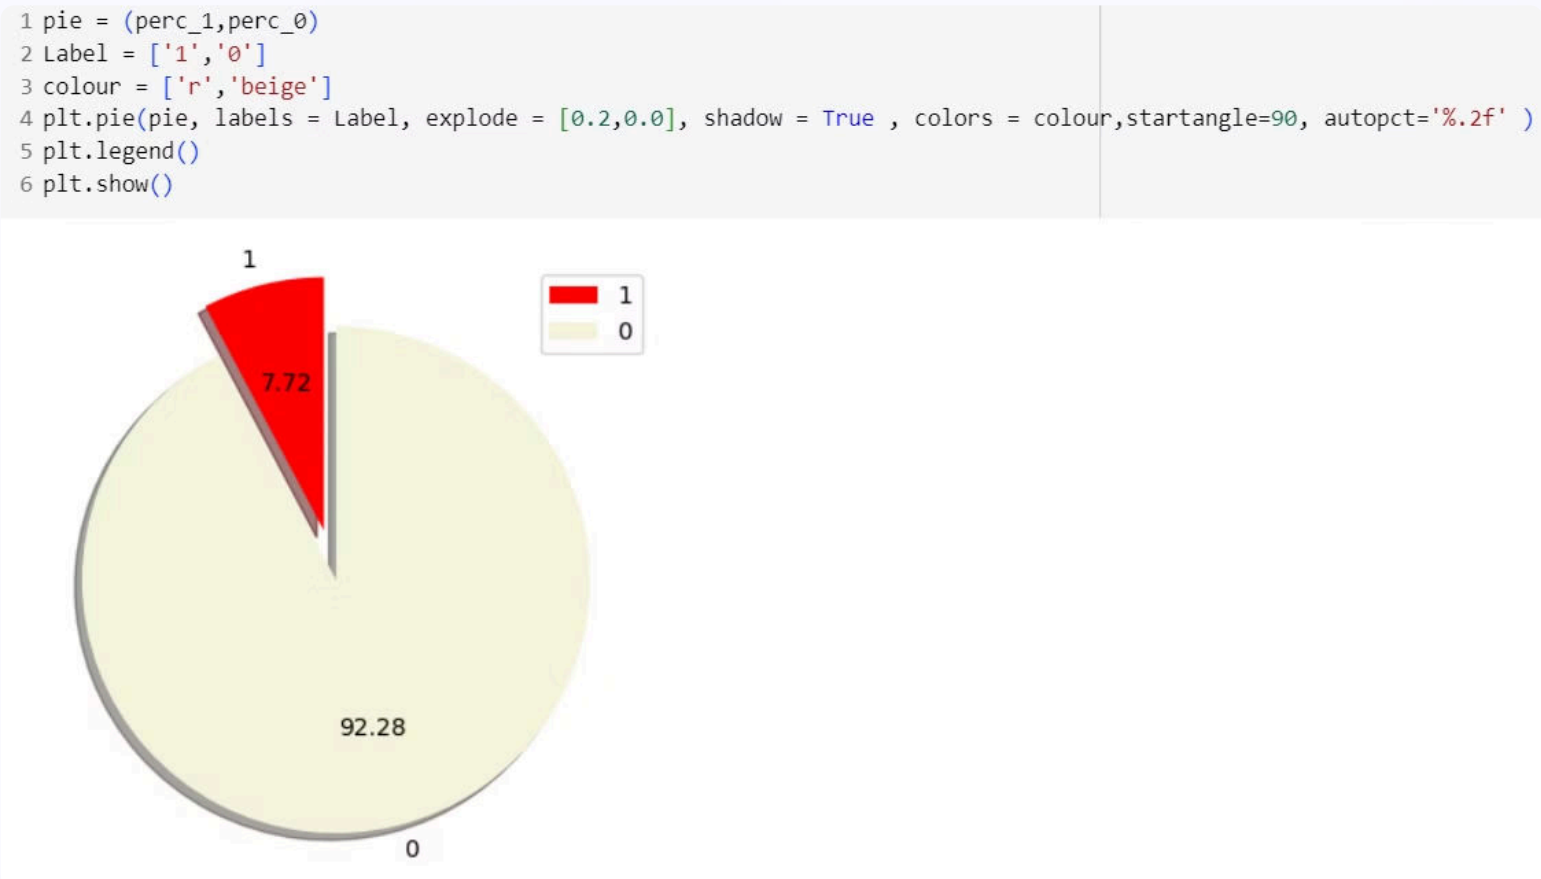 1 pie = (perc_1,perc_0)
2 Label = ['1','0']
3 colour = ['r','beige']
4 plt.pie(pie, labels = Label, explode = [0.2,0.0], shadow = True , colors = colour,startangle=90, autopct='%.2f' )
5 plt.legend()
6 plt.show()
1
1
0
7.72
92.28
0